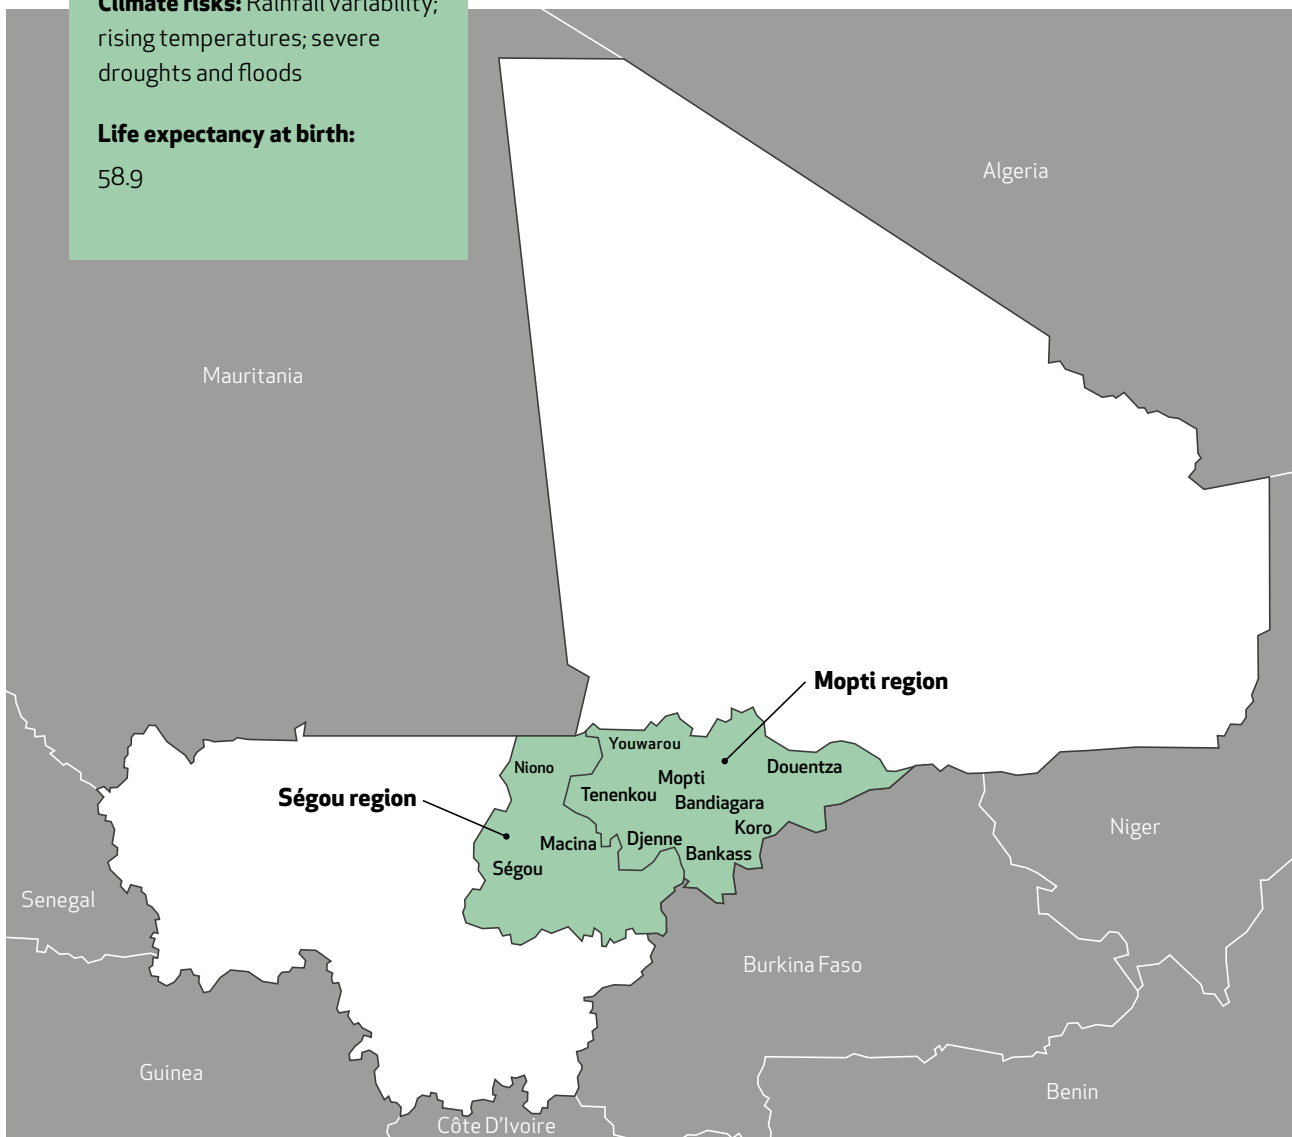 Climate risks: Rainfall variability;
rising temperatures; severe
droughts and floods
Life expectancy at birth:
58.9
Algeria
Mauritania
Mopti region
Youwarou
Niono
Douentza
Mopti
Tenenkou
Bandiagara
Ségou region
Koro
Niger
Djenne
Macina
Bankass
Ségou
Senegal
Burkina Faso
Guinea
Benin
Côte D'Ivoire